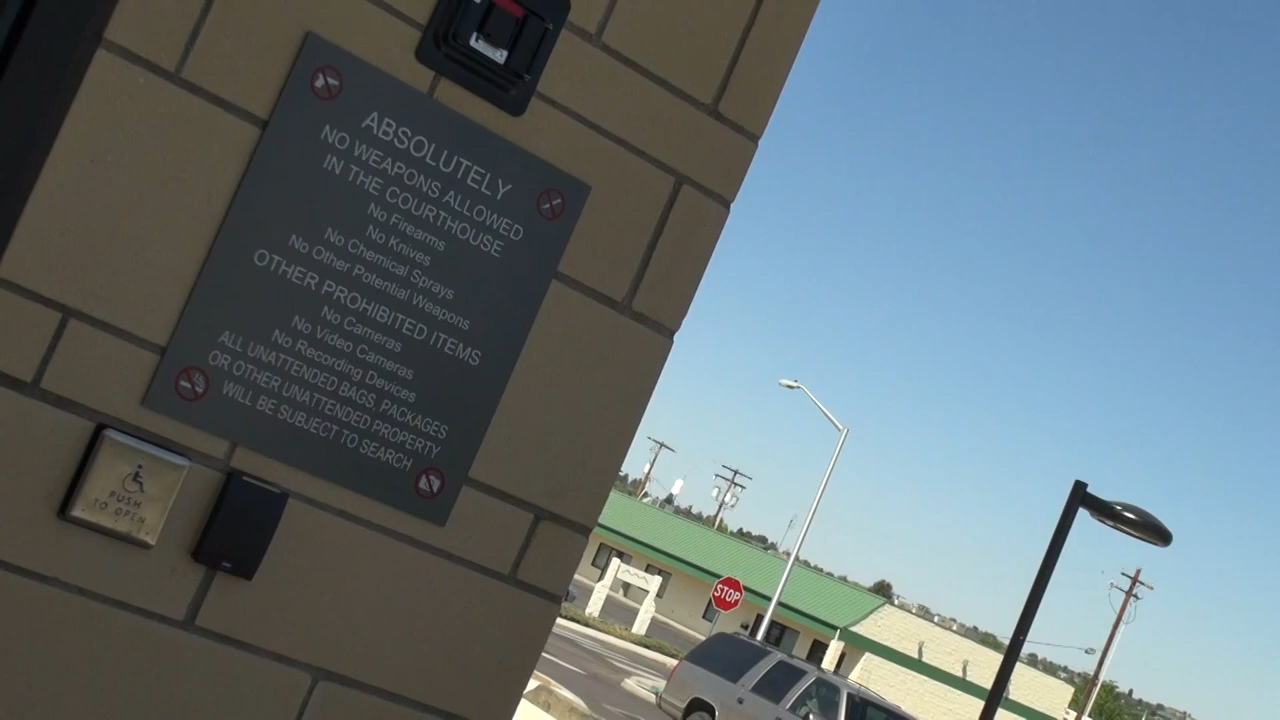 ABSOLUTELY
NO WEAPONS ALLOWED
IN THE COURTHOUSE
No Firearms
No Knives
No Chemical Sprays
No Other Potential Weapons
OTHER PROHIBITED ITEMS
No Cameras
No Video Cameras
No Recording Devices
ALL UNATTENDED BAGS, PACKAGES
OR OTHER UNATTENDED PROPERTY
WILL BE SUBJECT TO SEARCH
PUSH
TO OPEN
STOP